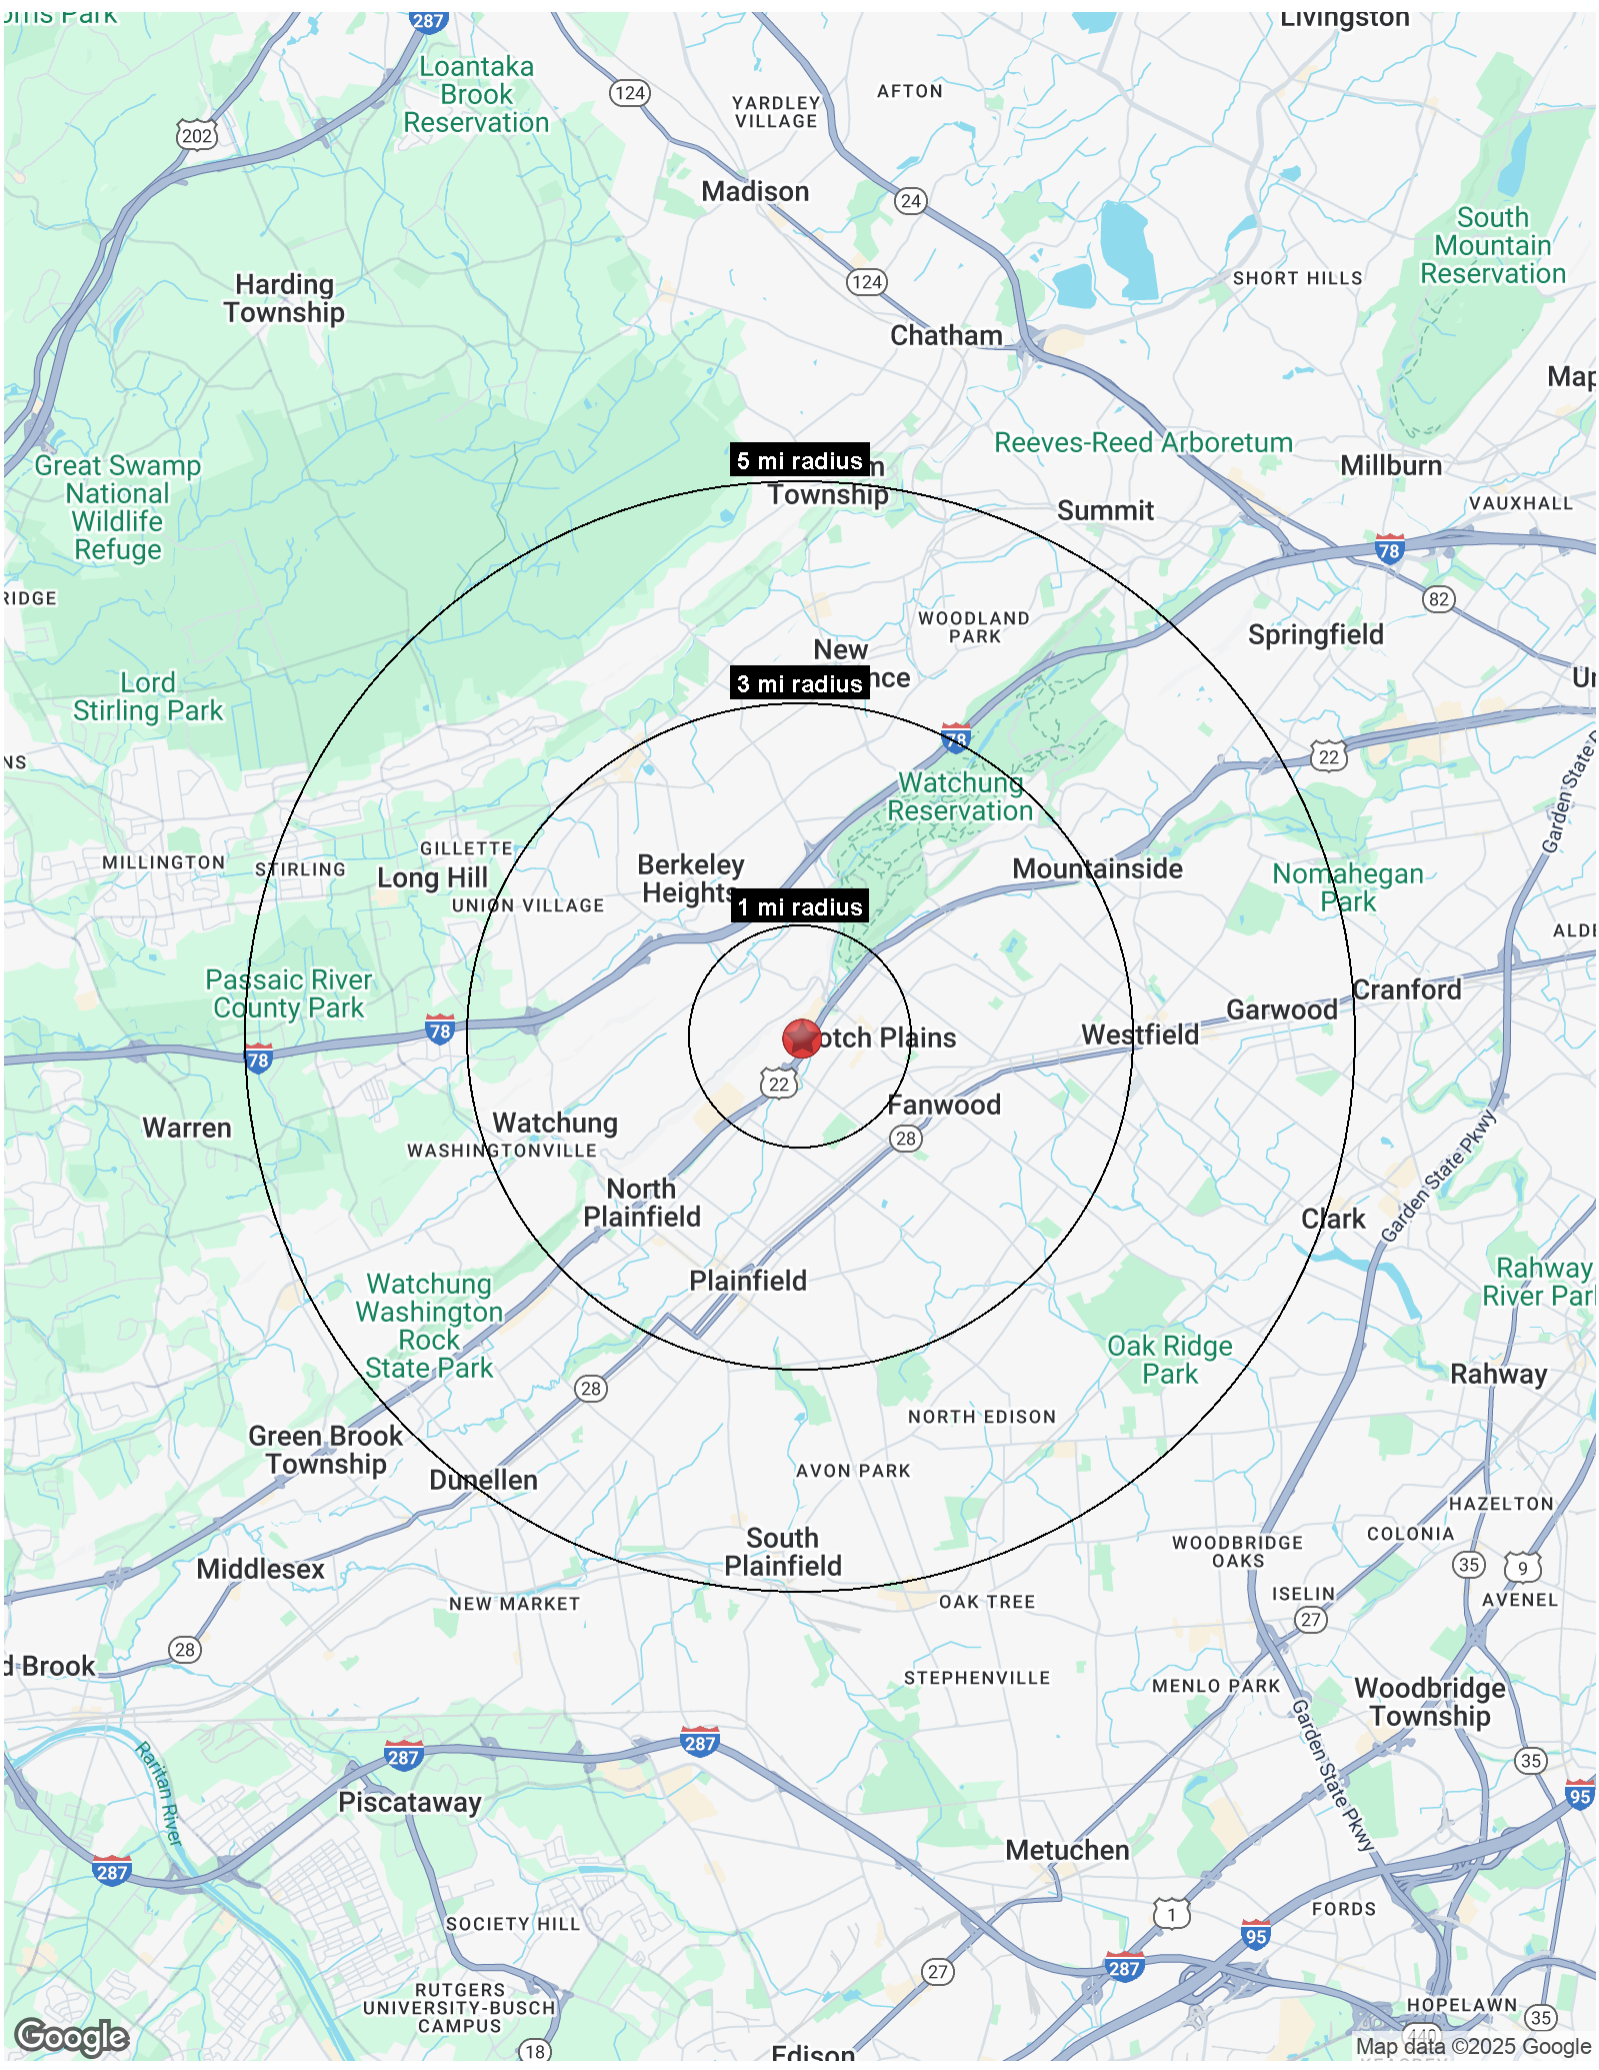 287
Livingston
Loantaka
Brook
Reservation
124
YARDLEY
VILLAGE
AFTON
202
Madison
24
South
Mountain
Reservation
Harding
Township
124
SHORT HILLS
Chatham
Reeves-Reed Arboretum
Millburn
Great Swamp
National
Wildlife
Refuge
5 mi radius
Township
Summit
VAUXHALL
78
82
WOODLAND
PARK
Springfield
New
3 mi radius
Lord
Stirling Park
78
22
Garden State
Watchung
Reservation
MILLINGTON
STIRLING
GILLETTE
Long Hill
UNION VILLAGE
Berkeley
Heights
Mountainside
Nomahegan
Park
1 mi radius
Passaic River
County Park
Cranford
Garwood
78
78
otch Plains
Westfield
22
Fanwood
28
Warren
Watchung
WASHINGTONVILLE
Garden State Pkwy
North
Plainfield
Clark
Plainfield
Watchung
Washington
Rock
State Park
Rahway
River Par
Oak Ridge
Park
Rahway
28
NORTH EDISON
Green Brook
Township
Dunellen
AVON PARK
HAZELTON
South
Plainfield
WOODBRIDGE
OAKS
COLONIA
35
9
Middlesex
NEW MARKET
OAK TREE
ISELIN
27
AVENEL
28
d Brook
STEPHENVILLE
MENLO PARK
Woodbridge
Township
Raritan River
287
287
Garden State Pkwy
35
95
Piscataway
Metuchen
287
SOCIETY HILL
1
FORDS
95
287
27
RUTGERS
UNIVERSITY-BUSCH
CAMPUS
HOPELAWN
35
440
Google
18
Edison
Map data ©2025 Google